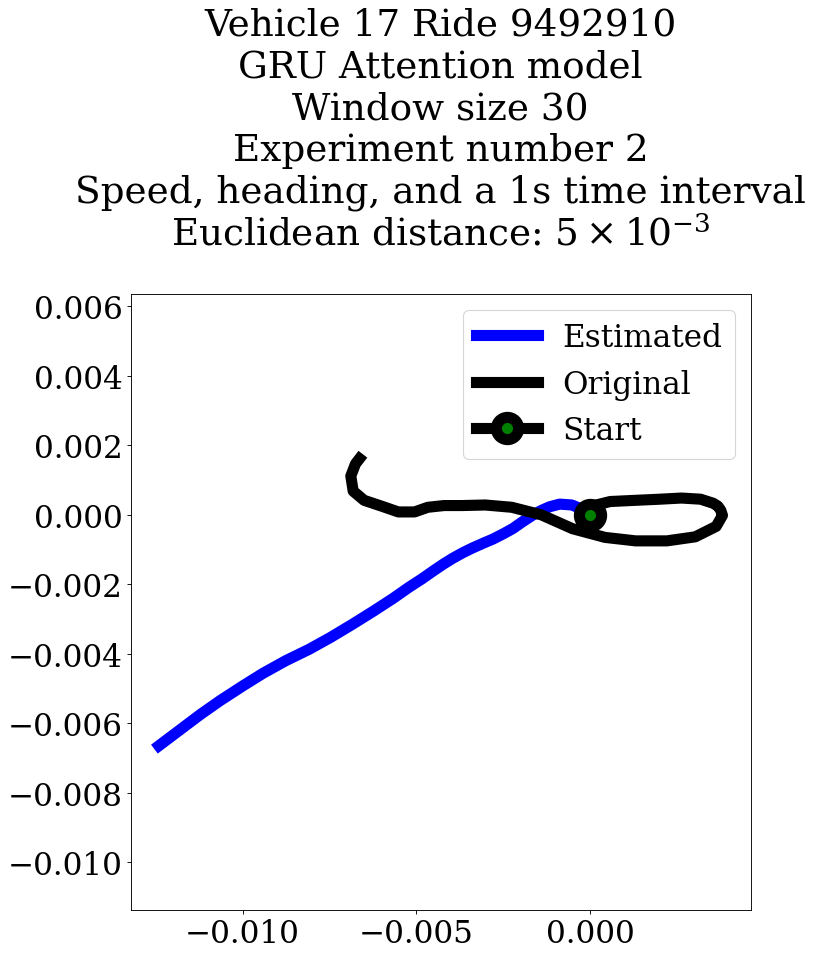 Vehicle 17 Ride 9492910
GRU Attention model
Window size 30
Experiment number 2
Speed, heading, and a 1s time interval
Euclidean distance: 5 × 10⁻³
0.006
0.004
0.002
0.000
−0.002
−0.004
−0.006
−0.008
−0.010
Estimated
Original
Start
−0.010 −0.005 0.000